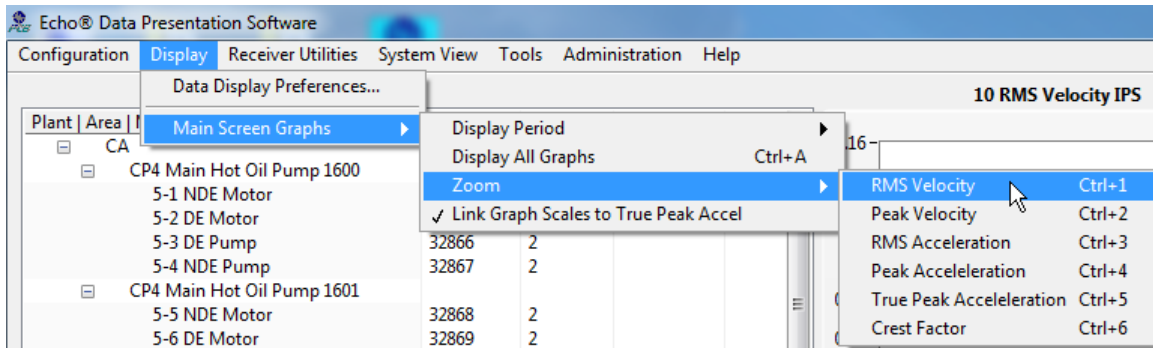 Echo® Data Presentation Software
Configuration Display Receiver Utilities System View Tools Administration Help
Data Display Preferences...
10 RMS Velocity IPS
Plant | Area |
Main Screen Graphs
Display Period
.16
CA
Display All Graphs Ctrl+A
CP4 Main Hot Oil Pump 1600
Zoom
RMS Velocity Ctrl+1
5-1 NDE Motor
Link Graph Scales to True Peak Accel
Peak Velocity Ctrl+2
5-2 DE Motor
5-3 DE Pump 32866 2
RMS Acceleration Ctrl+3
5-4 NDE Pump 32867 2
Peak Acceleleration Ctrl+4
CP4 Main Hot Oil Pump 1601
True Peak Acceleleration Ctrl+5
5-5 NDE Motor 32868 2
Crest Factor Ctrl+6
5-6 DE Motor 32869 2